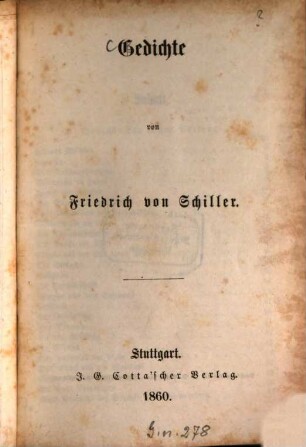 Gedichte
von
Friedrich von Schiller.
Stuttgart.
J. G. Cotta'scher Verlag.
1860.